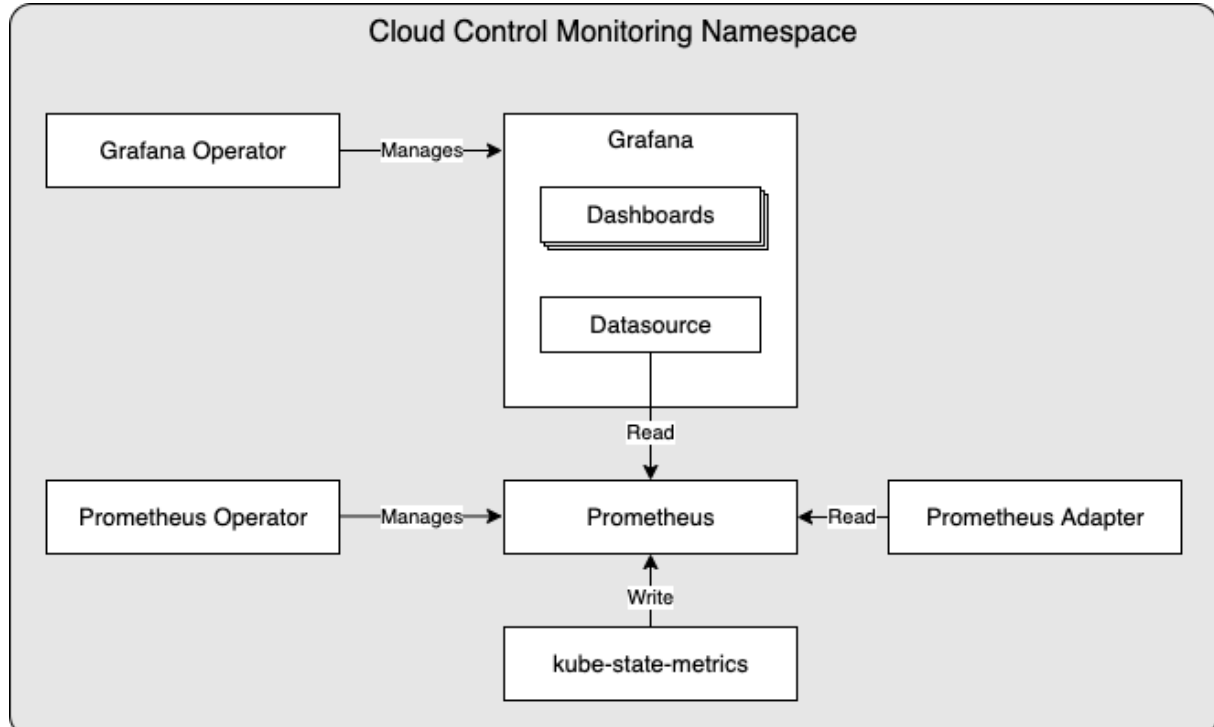 Cloud Control Monitoring Namespace
Grafana Operator
Manages
Grafana
Dashboards
Datasource
Read
Prometheus Operator
Manages
Prometheus
Read
Prometheus Adapter
Write
kube-state-metrics